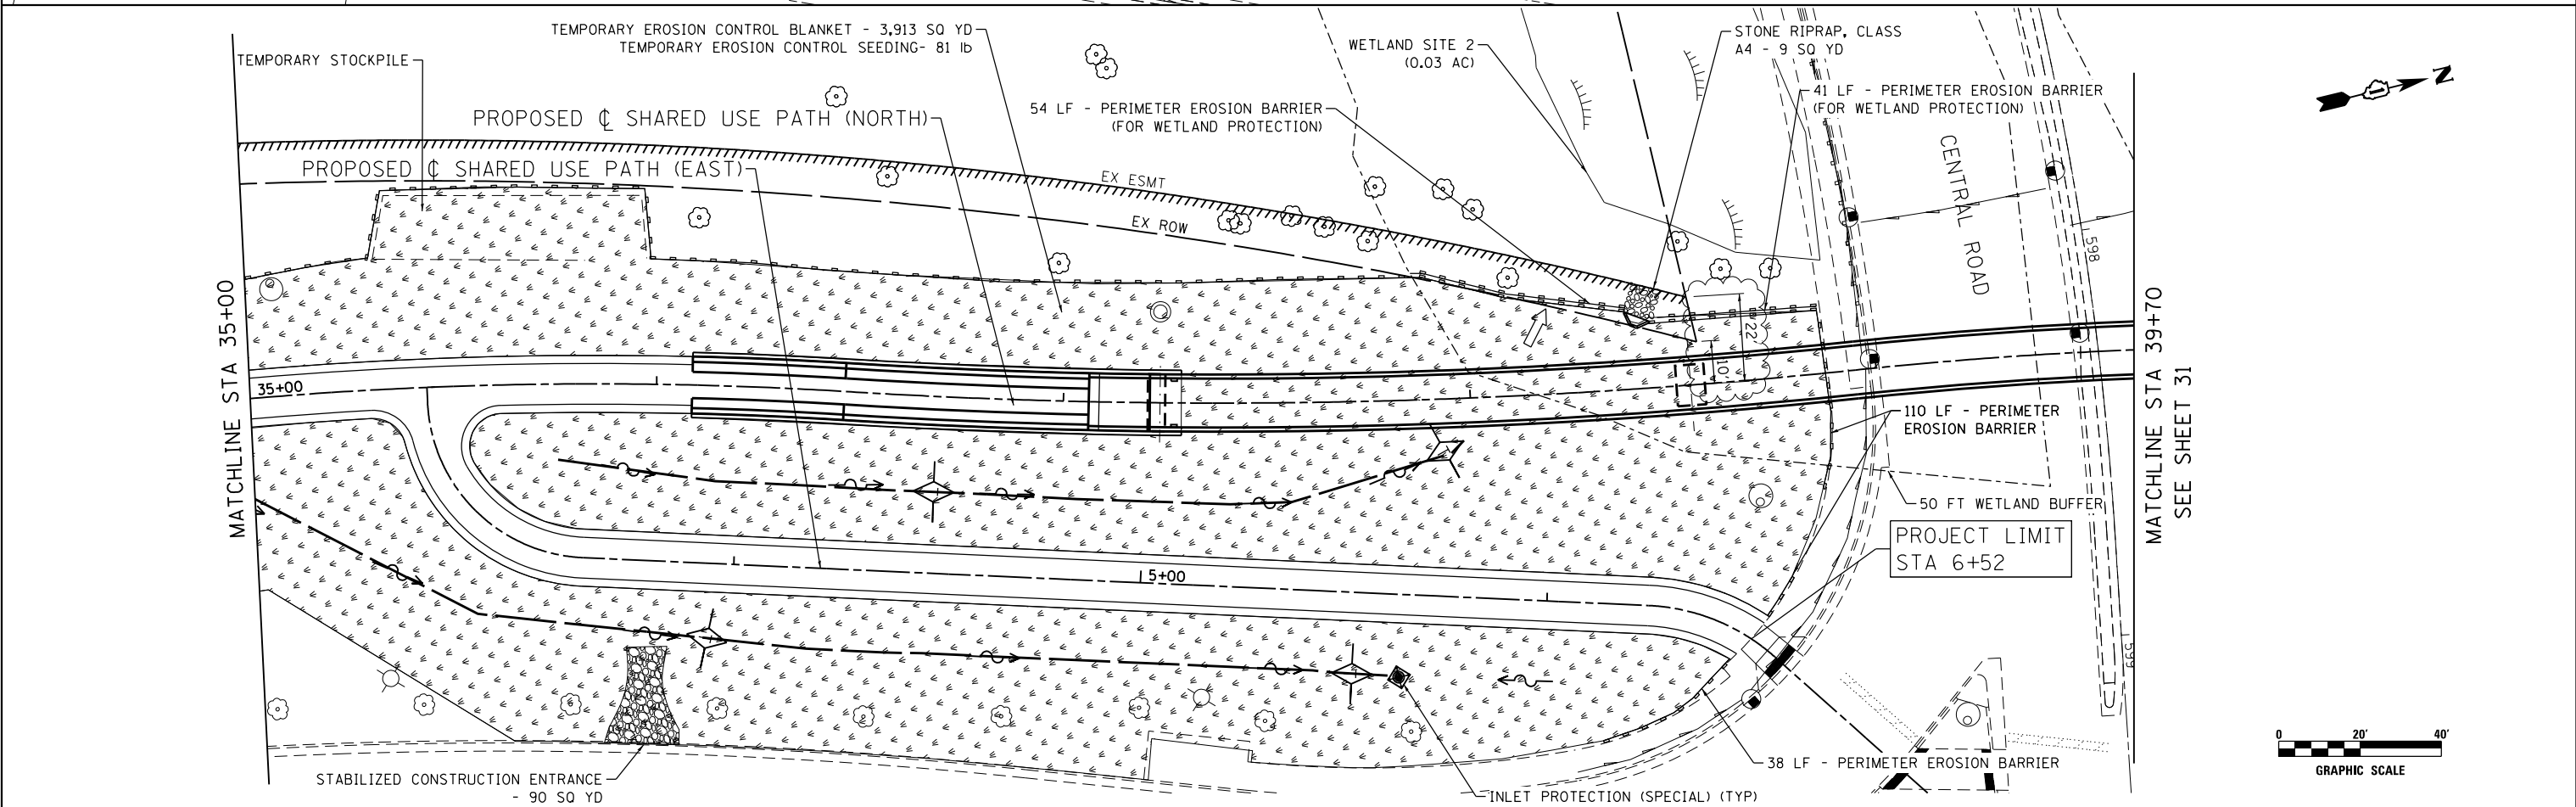 TEMPORARY EROSION CONTROL BLANKET - 3,913 SQ YD
TEMPORARY EROSION CONTROL SEEDING- 81 lb
TEMPORARY STOCKPILE
WETLAND SITE 2
(0.03 AC)
STONE RIPRAP, CLASS
A4 - 9 SQ YD
PROPOSED ℄ SHARED USE PATH (NORTH)
54 LF - PERIMETER EROSION BARRIER
(FOR WETLAND PROTECTION)
41 LF - PERIMETER EROSION BARRIER
(FOR WETLAND PROTECTION)
N
PROPOSED ℄ SHARED USE PATH (EAST)
EX ESMT
EX ROW
CENTRAL ROAD
598
MATCHLINE STA 35+00
35+00
22'
10'
MATCHLINE STA 39+70
SEE SHEET 31
110 LF - PERIMETER
EROSION BARRIER
50 FT WETLAND BUFFER
PROJECT LIMIT
STA 6+52
5+00
599
STABILIZED CONSTRUCTION ENTRANCE
- 90 SQ YD
38 LF - PERIMETER EROSION BARRIER
INLET PROTECTION (SPECIAL) (TYP)
0 20' 40'
GRAPHIC SCALE